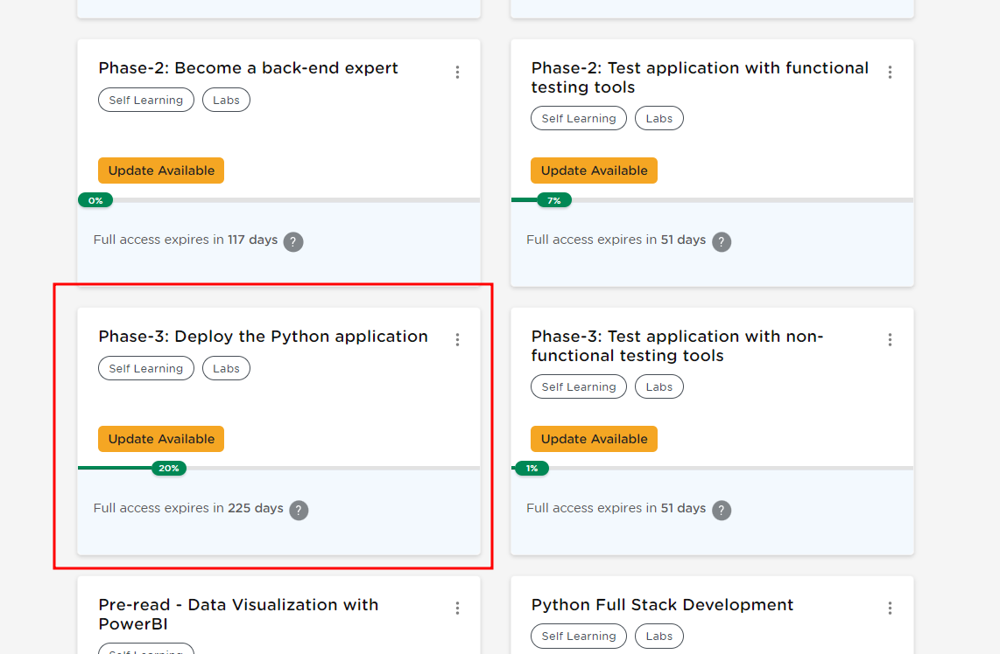 Phase-2: Become a back-end expert
Self Learning
Labs
Update Available
0%
Full access expires in 117 days ?
Phase-2: Test application with functional
testing tools
Self Learning
Labs
Update Available
7%
Full access expires in 51 days ?
Phase-3: Deploy the Python application
Self Learning
Labs
Update Available
20%
Full access expires in 225 days ?
Phase-3: Test application with non-
functional testing tools
Self Learning
Labs
Update Available
1%
Full access expires in 51 days ?
Pre-read - Data Visualization with
PowerBI
Self Learning
Python Full Stack Development
Self Learning
Labs